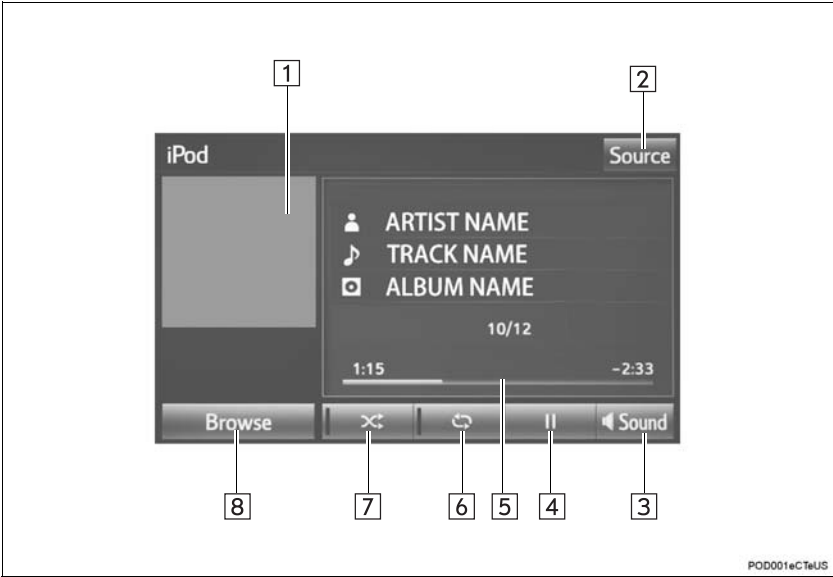 1
2
iPod
Source
ARTIST NAME
TRACK NAME
ALBUM NAME
10/12
1:15
-2:33
Browse
Sound
8
7
6
5
4
3
POD001eCTeUS